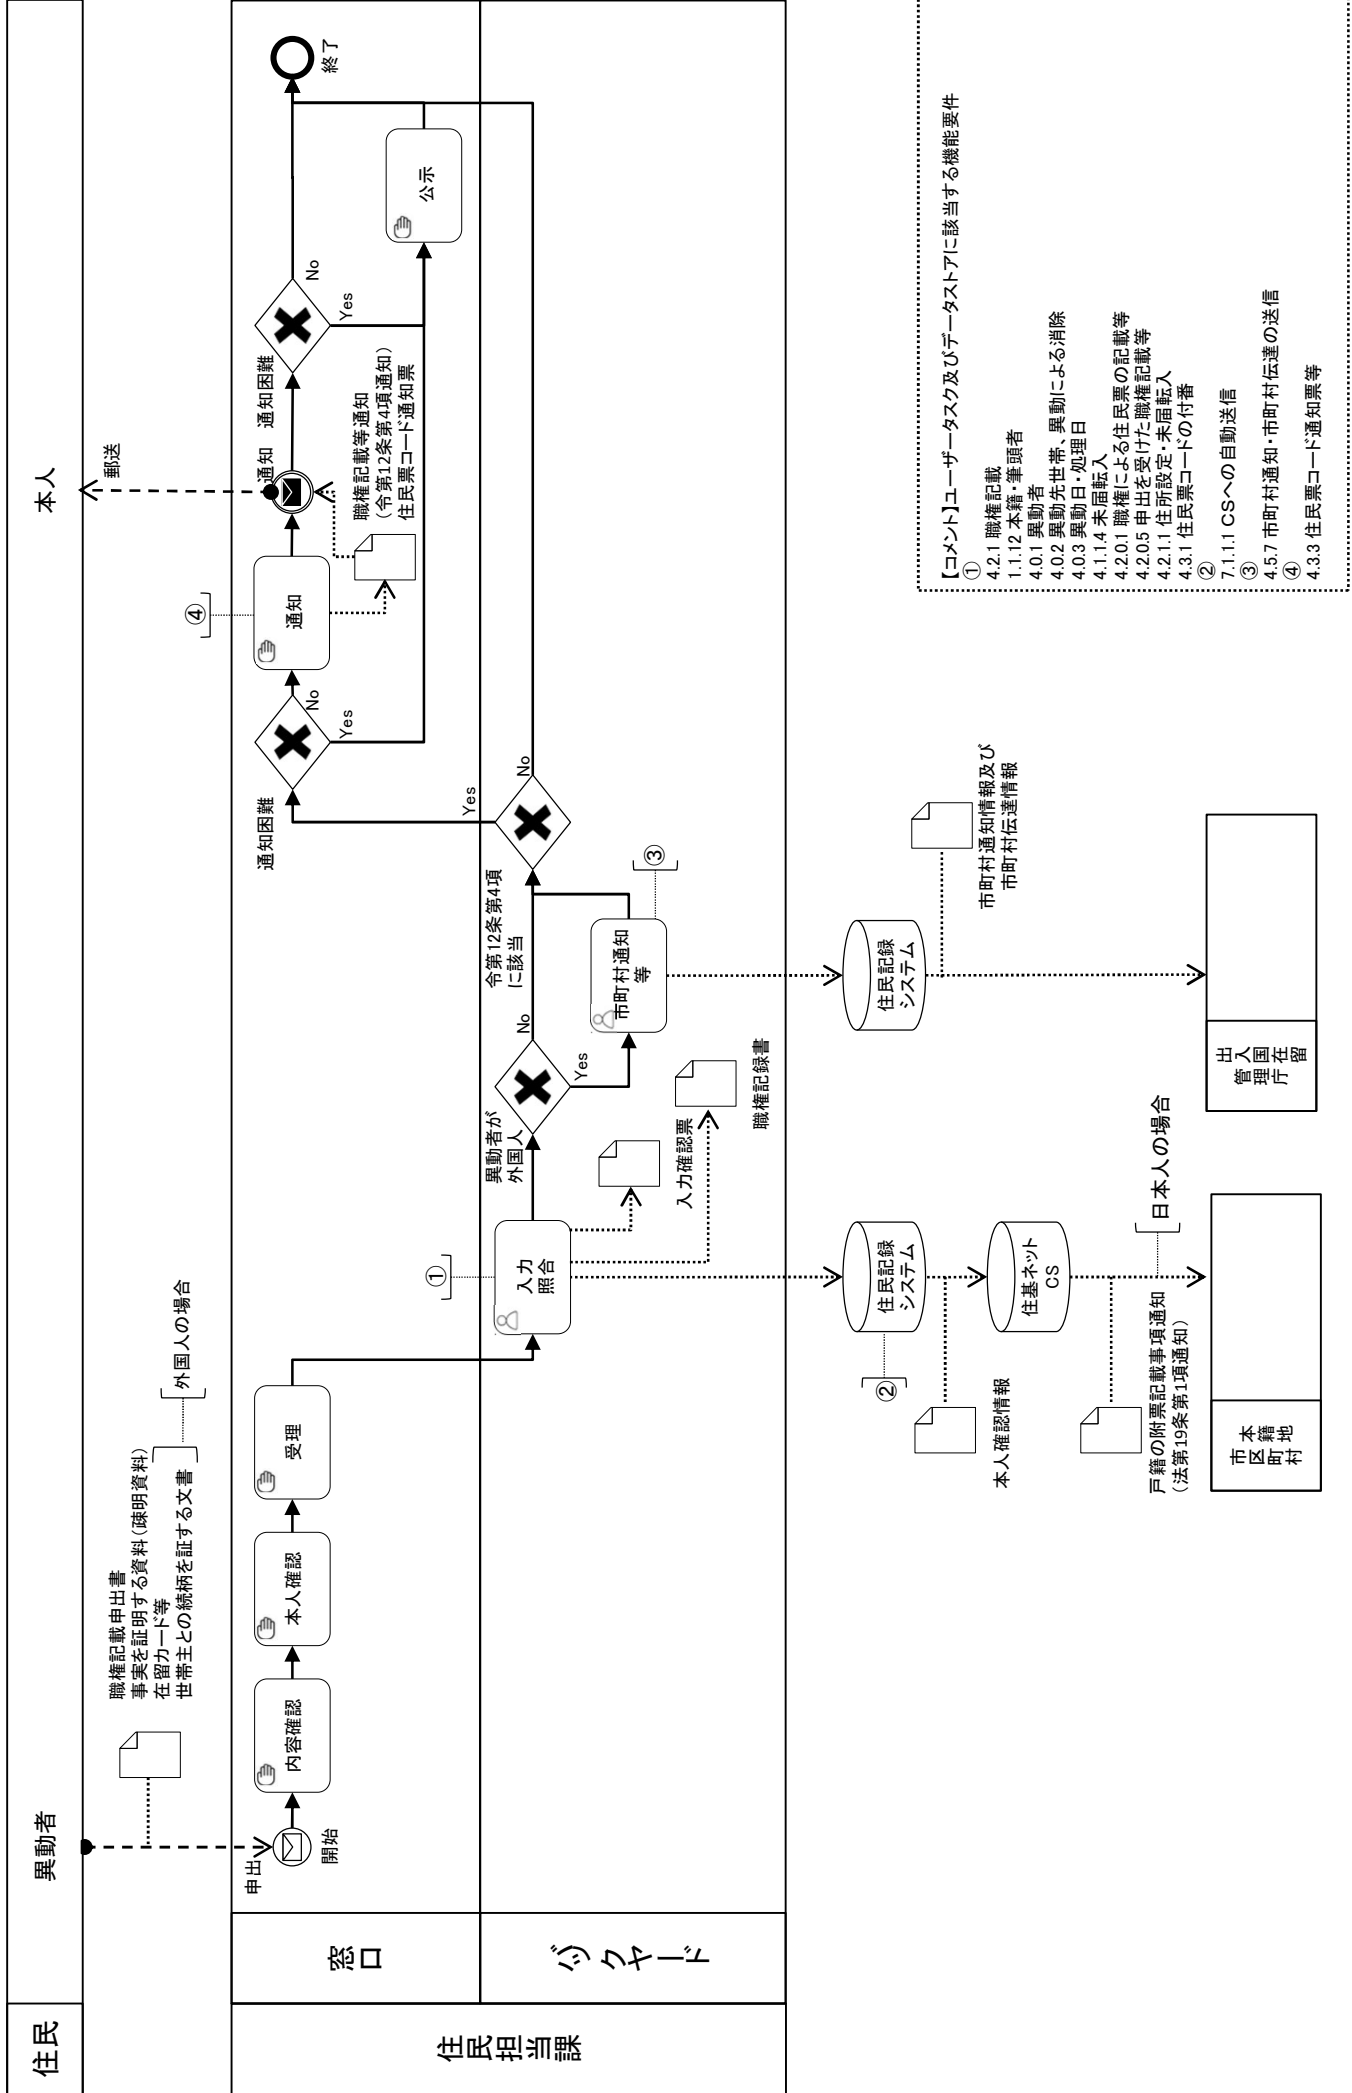 住民
異動者
本人
職権記載申出書
事実を証明する資料（疎明資料）
在留カード等
世帯主との続柄を証する文書
外国人の場合
郵送
住民担当課
窓口
バックヤード
申出
開始
内容確認
本人確認
受理
①
入力
照合
異動者が
外国人
No
Yes
市町村通知
等
③
令第12条第4項
に該当
Yes
No
通知困難
No
Yes
④
通知
通知
職権記載等通知
（令第12条第4項通知）
住民票コード通知票
通知困難
No
Yes
公示
終了
入力確認票
職権記録書
住民記録
システム
②
本人確認情報
住基ネット
CS
戸籍の附票記載事項通知
（法第19条第1項通知）
日本人の場合
本籍地
市区町村
住民記録
システム
市町村通知情報及び
市町村伝達情報
出入国在留
管理庁
【コメント】ユーザータスク及びデータストアに該当する機能要件
①
4.2.1 職権記載
1.1.12 本籍・筆頭者
4.0.1 異動者
4.0.2 異動先世帯、異動による消除
4.0.3 異動日・処理日
4.1.1.4 未届転入
4.2.0.1 職権による住民票の記載等
4.2.0.5 申出を受けた職権記載等
4.2.1.1 住所設定・未届転入
4.3.1 住民票コードの付番
②
7.1.1.1 CSへの自動送信
③
4.5.7 市町村通知・市町村伝達の送信
④
4.3.3 住民票コード通知票等